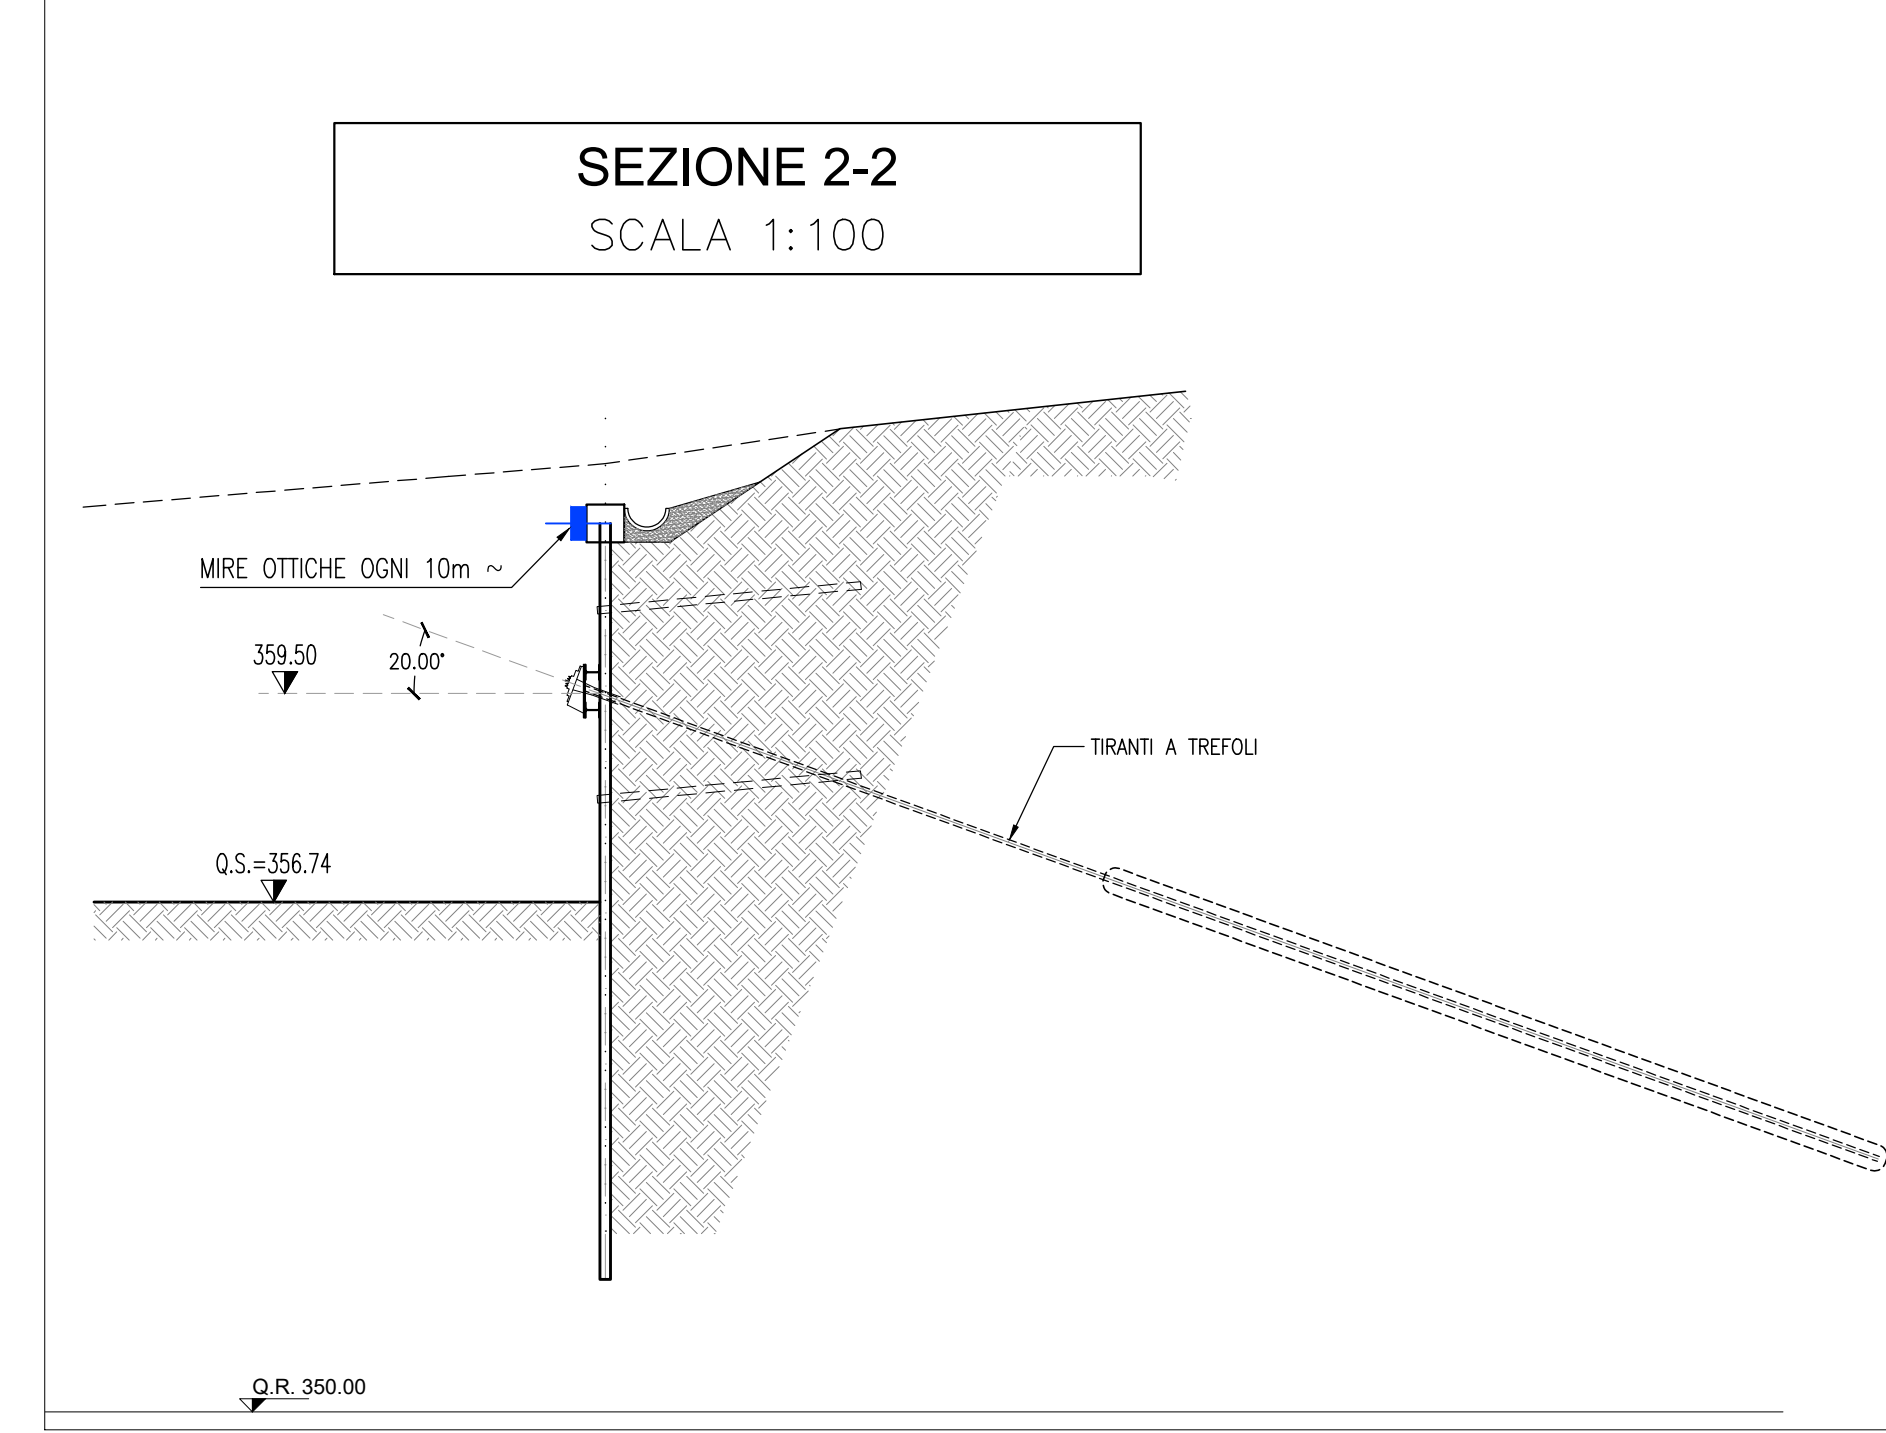 SEZIONE 2-2
SCALA 1:100
MIRE OTTICHE OGNI 10m ~
359.50
20.00°
TIRANTI A TREFOLI
Q.S.=356.74
Q.R. 350.00